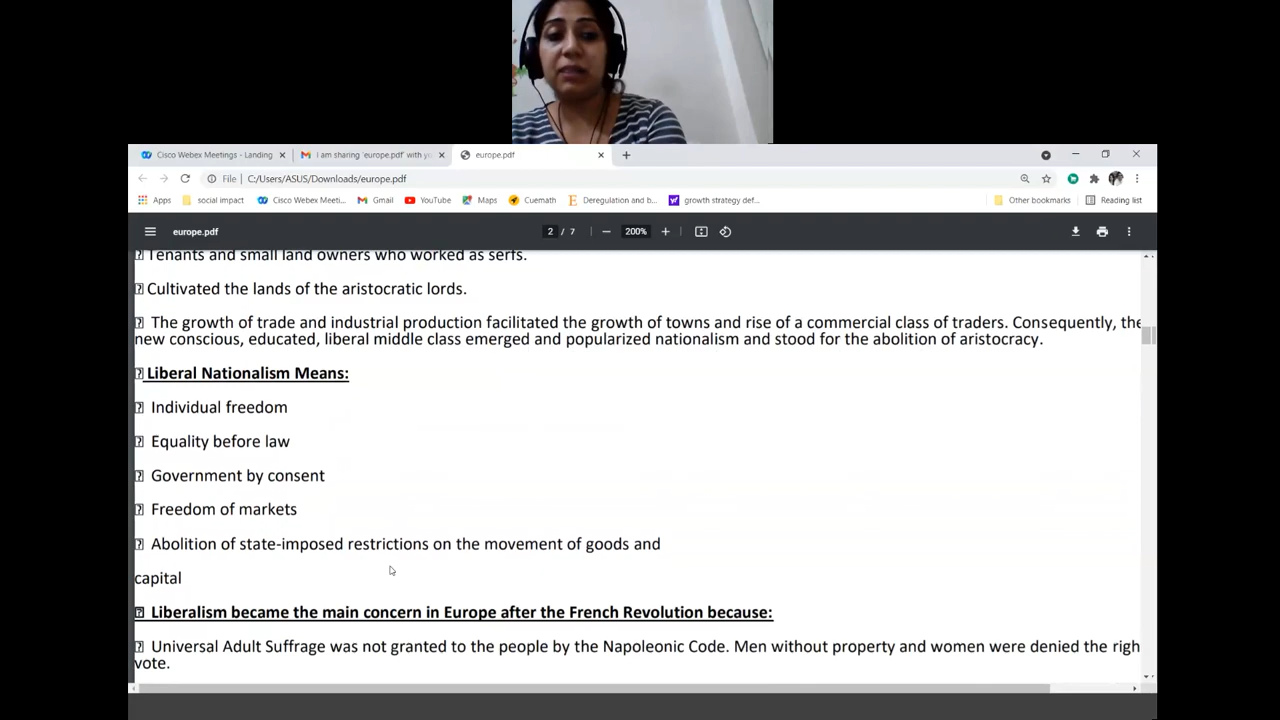 Cisco Webex Meetings - Landing
I am sharing 'europe.pdf' with yo
europe.pdf
File C:/Users/ASUS/Downloads/europe.pdf
Apps social impact Cisco Webex Meeti... Gmail YouTube Maps Cuemath Deregulation and b... growth strategy def... Other bookmarks Reading list
europe.pdf 2 / 7 200%
Tenants and small land owners who worked as serfs.
Cultivated the lands of the aristocratic lords.
The growth of trade and industrial production facilitated the growth of towns and rise of a commercial class of traders. Consequently, the
new conscious, educated, liberal middle class emerged and popularized nationalism and stood for the abolition of aristocracy.
Liberal Nationalism Means:
Individual freedom
Equality before law
Government by consent
Freedom of markets
Abolition of state-imposed restrictions on the movement of goods and
capital
Liberalism became the main concern in Europe after the French Revolution because:
Universal Adult Suffrage was not granted to the people by the Napoleonic Code. Men without property and women were denied the righ
vote.